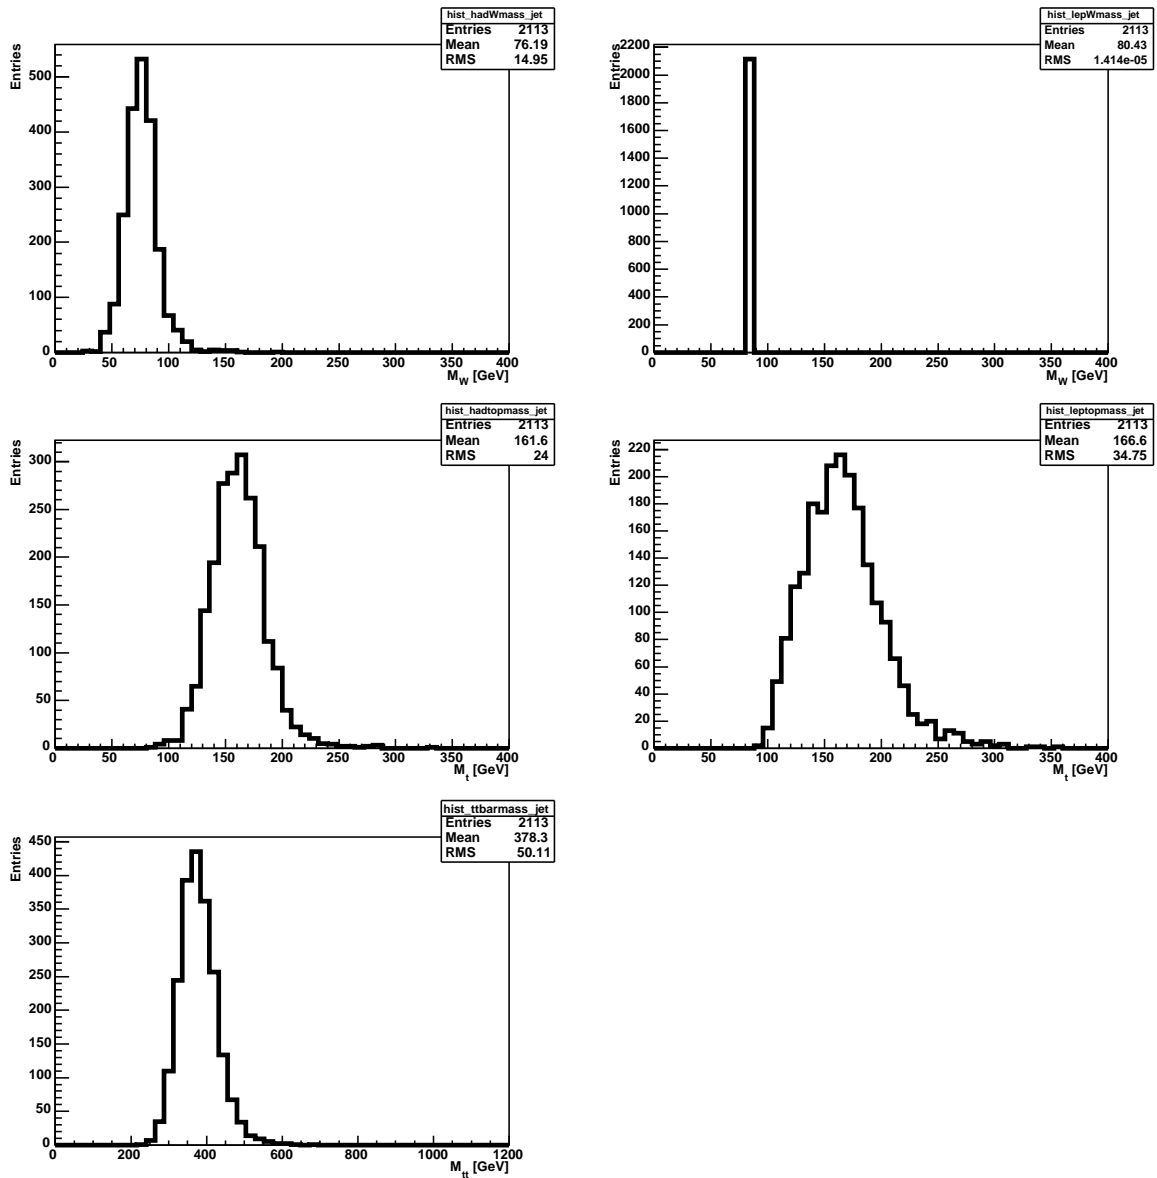 hist_hadWmass_jet
Entries 2113
Mean 76.19
RMS 14.95
Entries
500
400
300
200
100
0
0 50 100 150 200 250 300 350 400
M_W [GeV]
hist_lepWmass_jet
Entries 2113
Mean 80.43
RMS 1.414e-05
Entries
2200
2000
1800
1600
1400
1200
1000
800
600
400
200
0
0 50 100 150 200 250 300 350 400
M_W [GeV]
hist_hadtopmass_jet
Entries 2113
Mean 161.6
RMS 24
Entries
300
250
200
150
100
50
0
0 50 100 150 200 250 300 350 400
M_t [GeV]
hist_leptopmass_jet
Entries 2113
Mean 166.6
RMS 34.75
Entries
220
200
180
160
140
120
100
80
60
40
20
0
0 50 100 150 200 250 300 350 400
M_t [GeV]
hist_ttbarmass_jet
Entries 2113
Mean 378.3
RMS 50.11
Entries
450
400
350
300
250
200
150
100
50
0
0 200 400 600 800 1000 1200
M_tt [GeV]